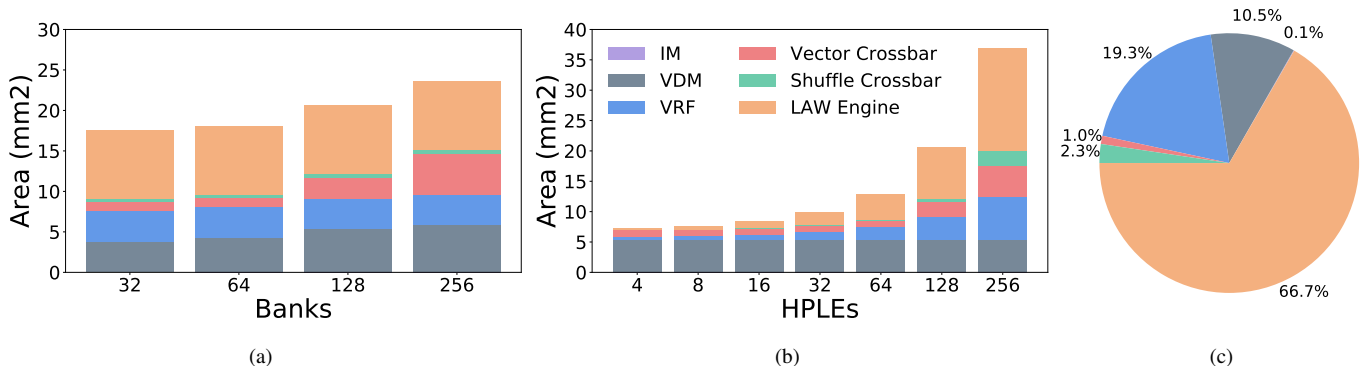 30
25
20
15
10
5
0
Area (mm2)
32 64 128 256
Banks
(a)
40
35
30
25
20
15
10
5
0
Area (mm2)
IM
VDM
VRF
Vector Crossbar
Shuffle Crossbar
LAW Engine
4 8 16 32 64 128 256
HPLEs
(b)
10.5%
0.1%
19.3%
1.0%
2.3%
66.7%
(c)